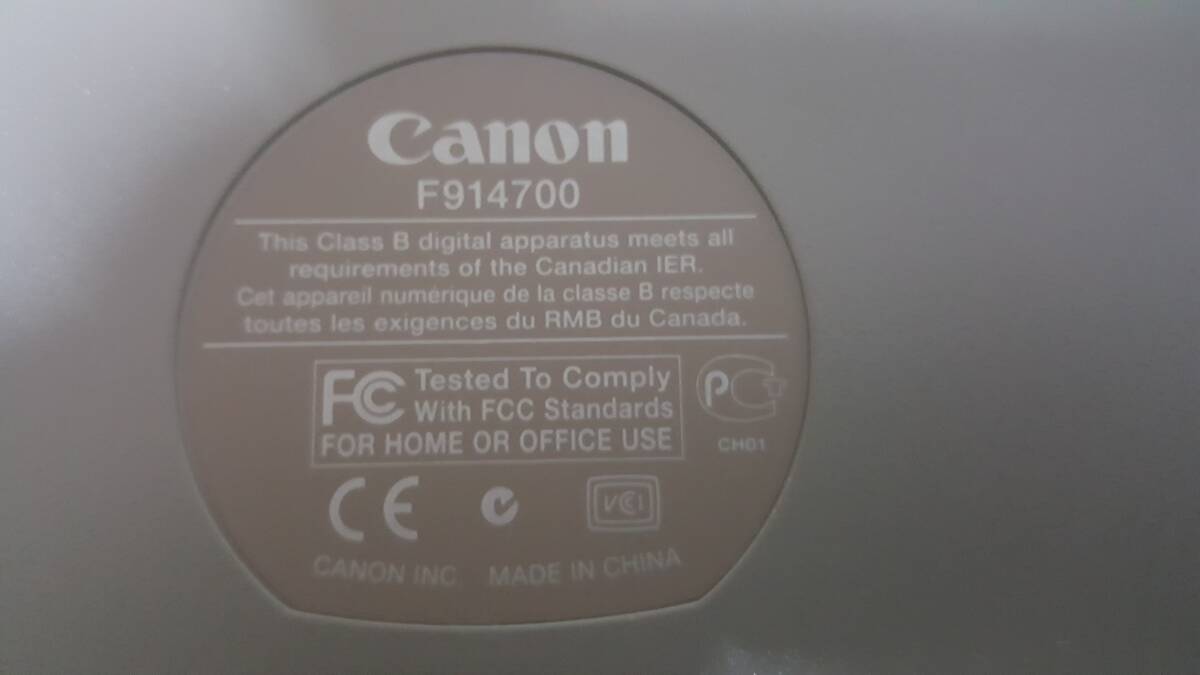 Canon
F914700
This Class B digital apparatus meets all
requirements of the Canadian IER.
Cet appareil numérique de la classe B respecte
toutes les exigences du RMB du Canada.
FC Tested To Comply
With FCC Standards
FOR HOME OR OFFICE USE
PCT
CH01
CE
VCCI
CANON INC. MADE IN CHINA